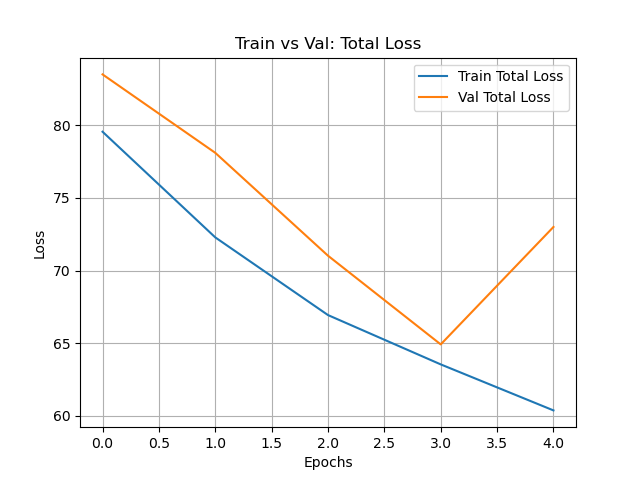 Train vs Val: Total Loss
Train Total Loss
Val Total Loss
80
75
70
65
60
Loss
0.0 0.5 1.0 1.5 2.0 2.5 3.0 3.5 4.0
Epochs